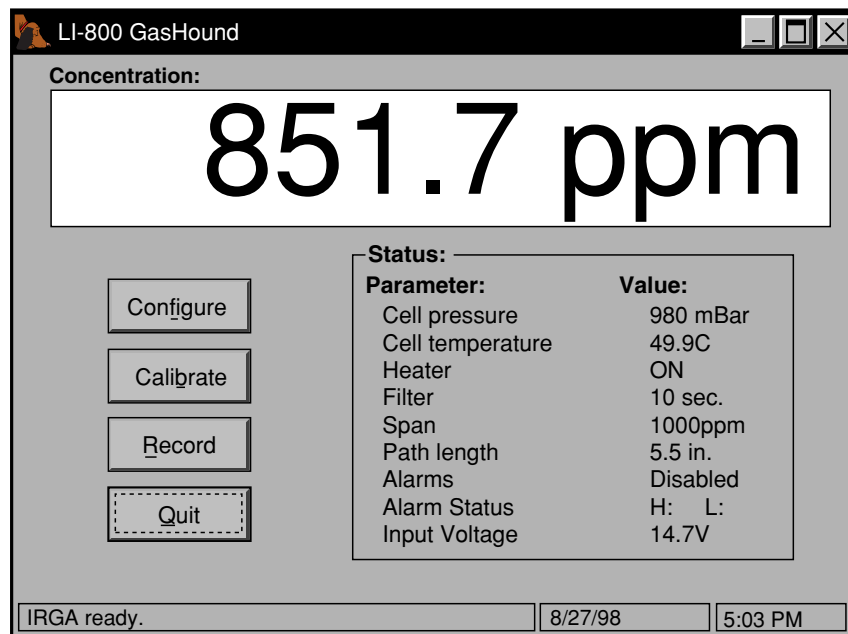 LI-800 GasHound
Concentration:
851.7 ppm
Configure
Calibrate
Record
Quit
Status:
Parameter: Value:
Cell pressure 980 mBar
Cell temperature 49.9C
Heater ON
Filter 10 sec.
Span 1000ppm
Path length 5.5 in.
Alarms Disabled
Alarm Status H: L:
Input Voltage 14.7V
IRGA ready. 8/27/98 5:03 PM